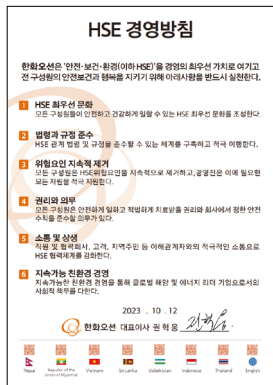 HSE 경영방침
한화오션은 '안전·보건·환경(이하 HSE)'을 경영의 최우선 가치로 여기고
전 구성원의 안전보건과 행복을 지키기 위해 아래사항을 반드시 실천한다.
1 HSE 최우선 문화
모든 구성원들이 안전하고 건강하게 일할 수 있는 HSE 최우선 문화를 조성한다.
2 법령과 규정 준수
HSE 관계 법령 및 규정을 준수할 수 있는 체계를 구축하고 적극 이행한다.
3 위험요인 지속적 제거
모든 구성원은 HSE위험요인을 지속적으로 제거하고,경영진은 이에 필요한
모든 자원을 적극 지원한다.
4 권리와 의무
모든 구성원은 안전하게 일하고 적법하게 치료받을 권리와 회사에서 정한 안전
수칙을 준수할 의무가 있다.
5 소통 및 상생
직원 및 협력회사, 고객, 지역주민 등 이해관계자와의 적극적인 소통으로
HSE 협력체계를 강화한다.
6 지속가능 친환경 경영
지속가능한 친환경 경영을 통해 글로벌 해양 및 에너지 리더 기업으로서의
사회적 책무를 다한다.
2023 . 10 . 12
한화오션 대표이사 권 혁 웅
Nepal Republic of the Union of Myanmar Vietnam Sri Lanka Uzbekistan Indonesia Thailand English